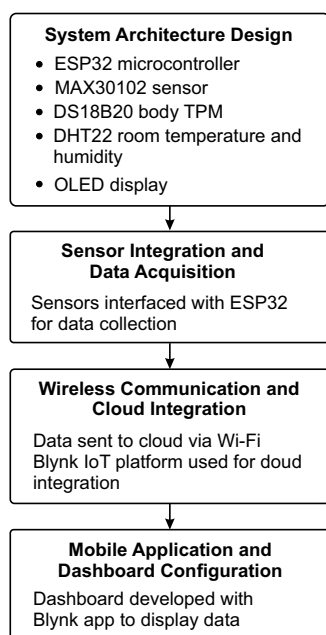 System Architecture Design
• ESP32 microcontroller
• MAX30102 sensor
• DS18B20 body TPM
• DHT22 room temperature and
humidity
• OLED display
Sensor Integration and
Data Acquisition
Sensors interfaced with ESP32
for data collection
Wireless Communication and
Cloud Integration
Data sent to cloud via Wi-Fi
Blynk IoT platform used for doud
integration
Mobile Application and
Dashboard Configuration
Dashboard developed with
Blynk app to display data